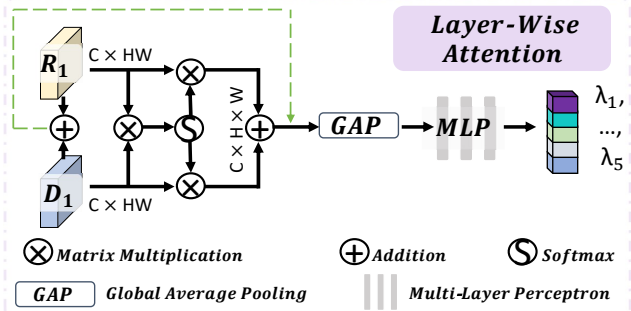 Layer-Wise
Attention
R₁
C × HW
C × H × W
S
GAP
MLP
λ₁,
...,
λ₅
D₁
C × HW
Matrix Multiplication
Addition
S
Softmax
GAP
Global Average Pooling
Multi-Layer Perceptron